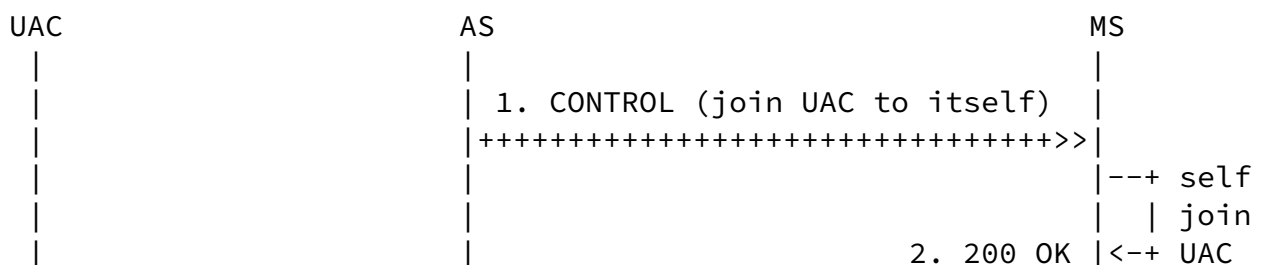 UAC AS MS
| | |
| | 1. CONTROL (join UAC to itself) |
| |++++++++++++++++++++++++++++++++>>|
| | |--+ self
| | | | join
| | 2. 200 OK |<-+ UAC